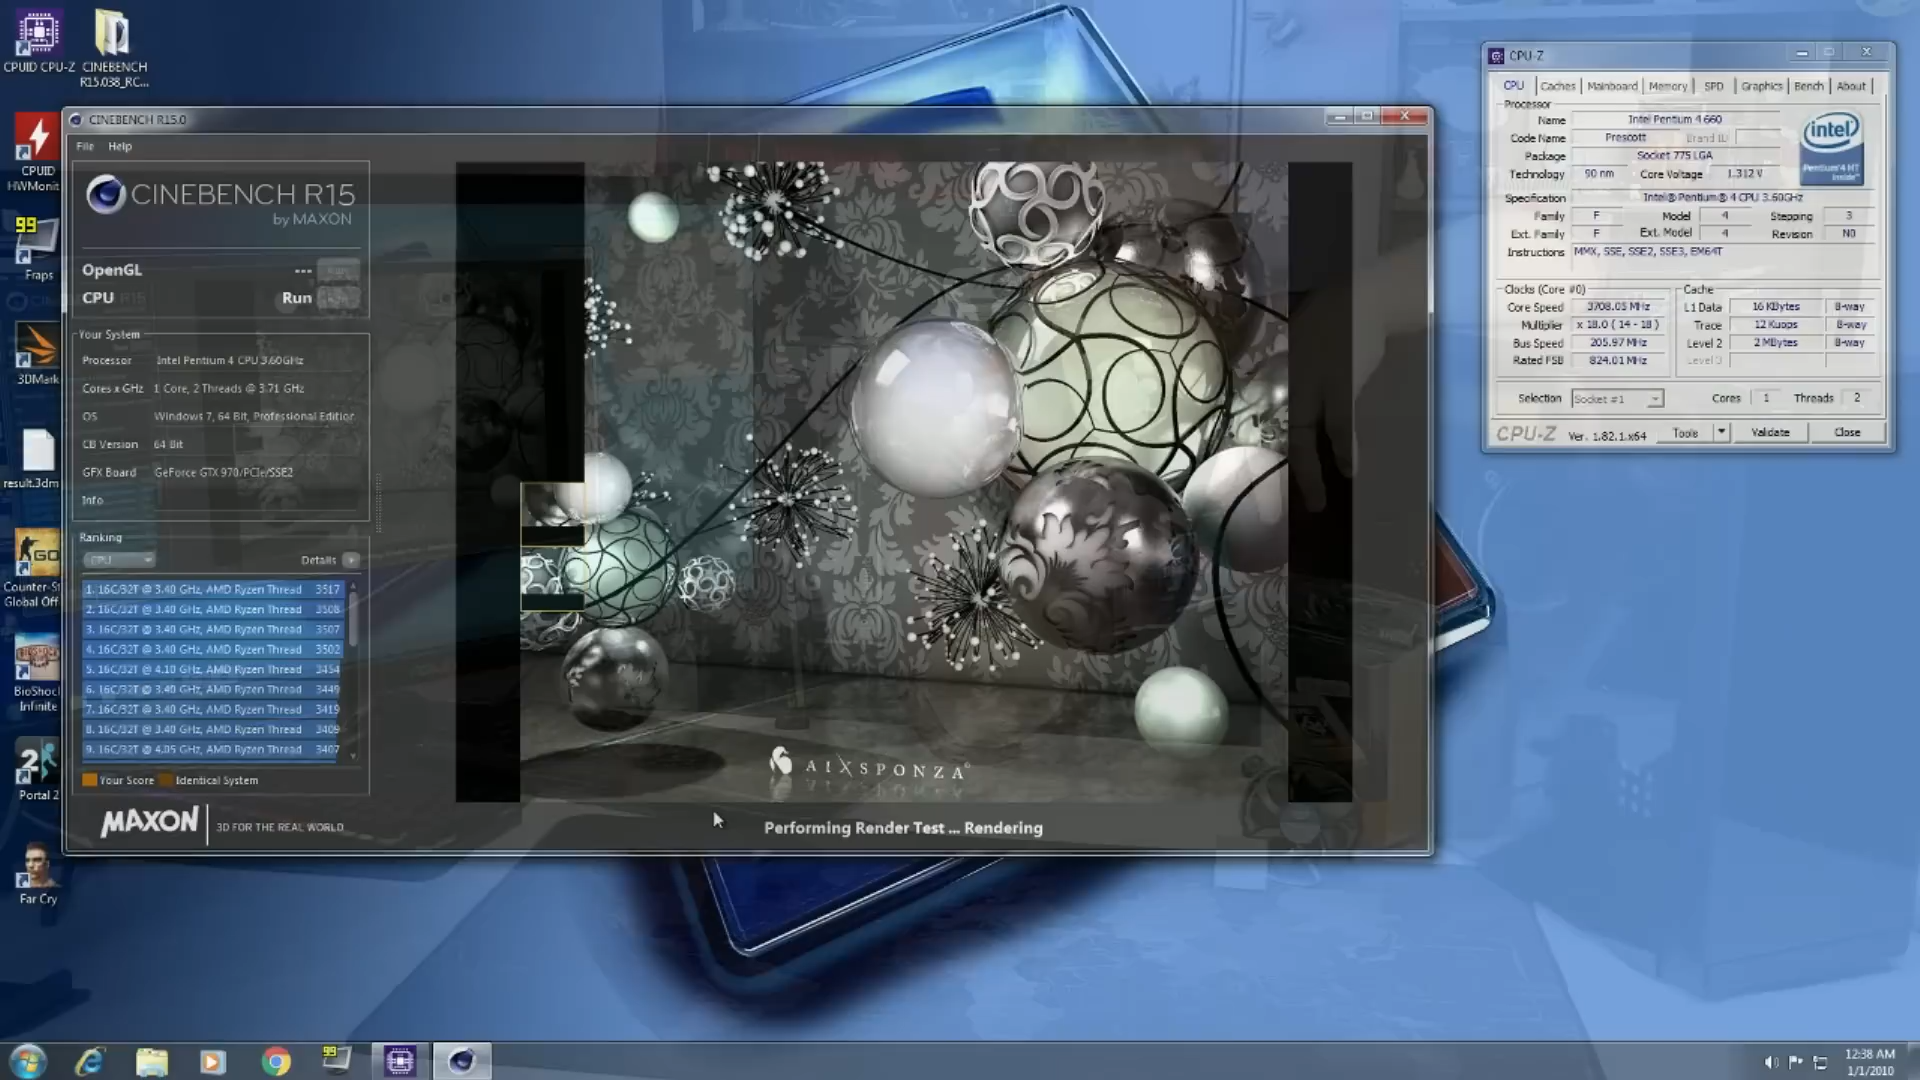 CPUID CPU-Z
CINEBENCH
R15.038_RC...
CPUID
HWMonit
99
Fraps
3DMark
result.3dm
GO
Counter-St
Global Off
BioShock
Infinite
2
Portal 2
Far Cry
CINEBENCH R15.0
File Help
CINEBENCH R15
by MAXON
OpenGL ---
CPU Run
Your System
Processor Intel Pentium 4 CPU 3.60GHz
Cores x GHz 1 Core, 2 Threads @ 3.71 GHz
OS Windows 7, 64 Bit, Professional Edition
CB Version 64 Bit
GFX Board GeForce GTX 970/PCIe/SSE2
Info
Ranking
CPU Details
1. 16C/32T @ 3.40 GHz, AMD Ryzen Thread 3517
2. 16C/32T @ 3.40 GHz, AMD Ryzen Thread 3508
3. 16C/32T @ 3.40 GHz, AMD Ryzen Thread 3507
4. 16C/32T @ 3.40 GHz, AMD Ryzen Thread 3502
5. 16C/32T @ 4.10 GHz, AMD Ryzen Thread 3454
6. 16C/32T @ 3.40 GHz, AMD Ryzen Thread 3449
7. 16C/32T @ 3.40 GHz, AMD Ryzen Thread 3419
8. 16C/32T @ 3.40 GHz, AMD Ryzen Thread 3409
9. 16C/32T @ 4.05 GHz, AMD Ryzen Thread 3407
Your Score Identical System
MAXON 3D FOR THE REAL WORLD
AIXSPONZA
Performing Render Test ... Rendering
CPU-Z
CPU Caches Mainboard Memory SPD Graphics Bench About
Processor
Name Intel Pentium 4 660
Code Name Prescott Brand ID
Package Socket 775 LGA
Technology 90 nm Core Voltage 1.312 V
intel
Pentium 4 HT
inside
Specification Intel® Pentium® 4 CPU 3.60GHz
Family F Model 4 Stepping 3
Ext. Family F Ext. Model 4 Revision N0
Instructions MMX, SSE, SSE2, SSE3, EM64T
Clocks (Core #0)
Core Speed 3708.05 MHz
Multiplier x 18.0 ( 14 - 18 )
Bus Speed 205.97 MHz
Rated FSB 824.01 MHz
Cache
L1 Data 16 KBytes 8-way
Trace 12 Kuops 8-way
Level 2 2 MBytes 8-way
Level 3
Selection Socket #1 Cores 1 Threads 2
CPU-Z Ver. 1.82.1.x64 Tools Validate Close
99
12:38 AM
1/1/2010